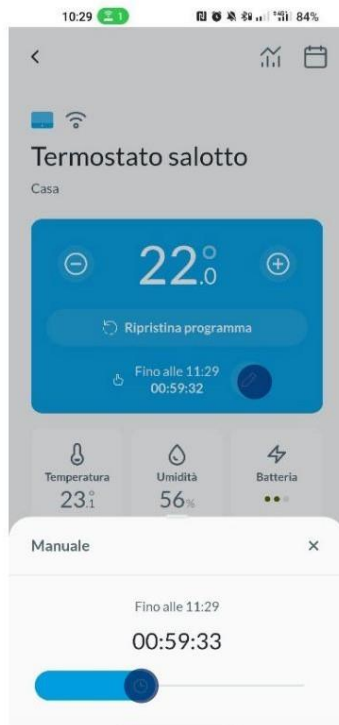 10:29 1 84%
Termostato salotto
Casa
22.0°
Ripristina programma
Fino alle 11:29
00:59:32
Temperatura Umidità Batteria
23.1° 56%
Manuale
Fino alle 11:29
00:59:33